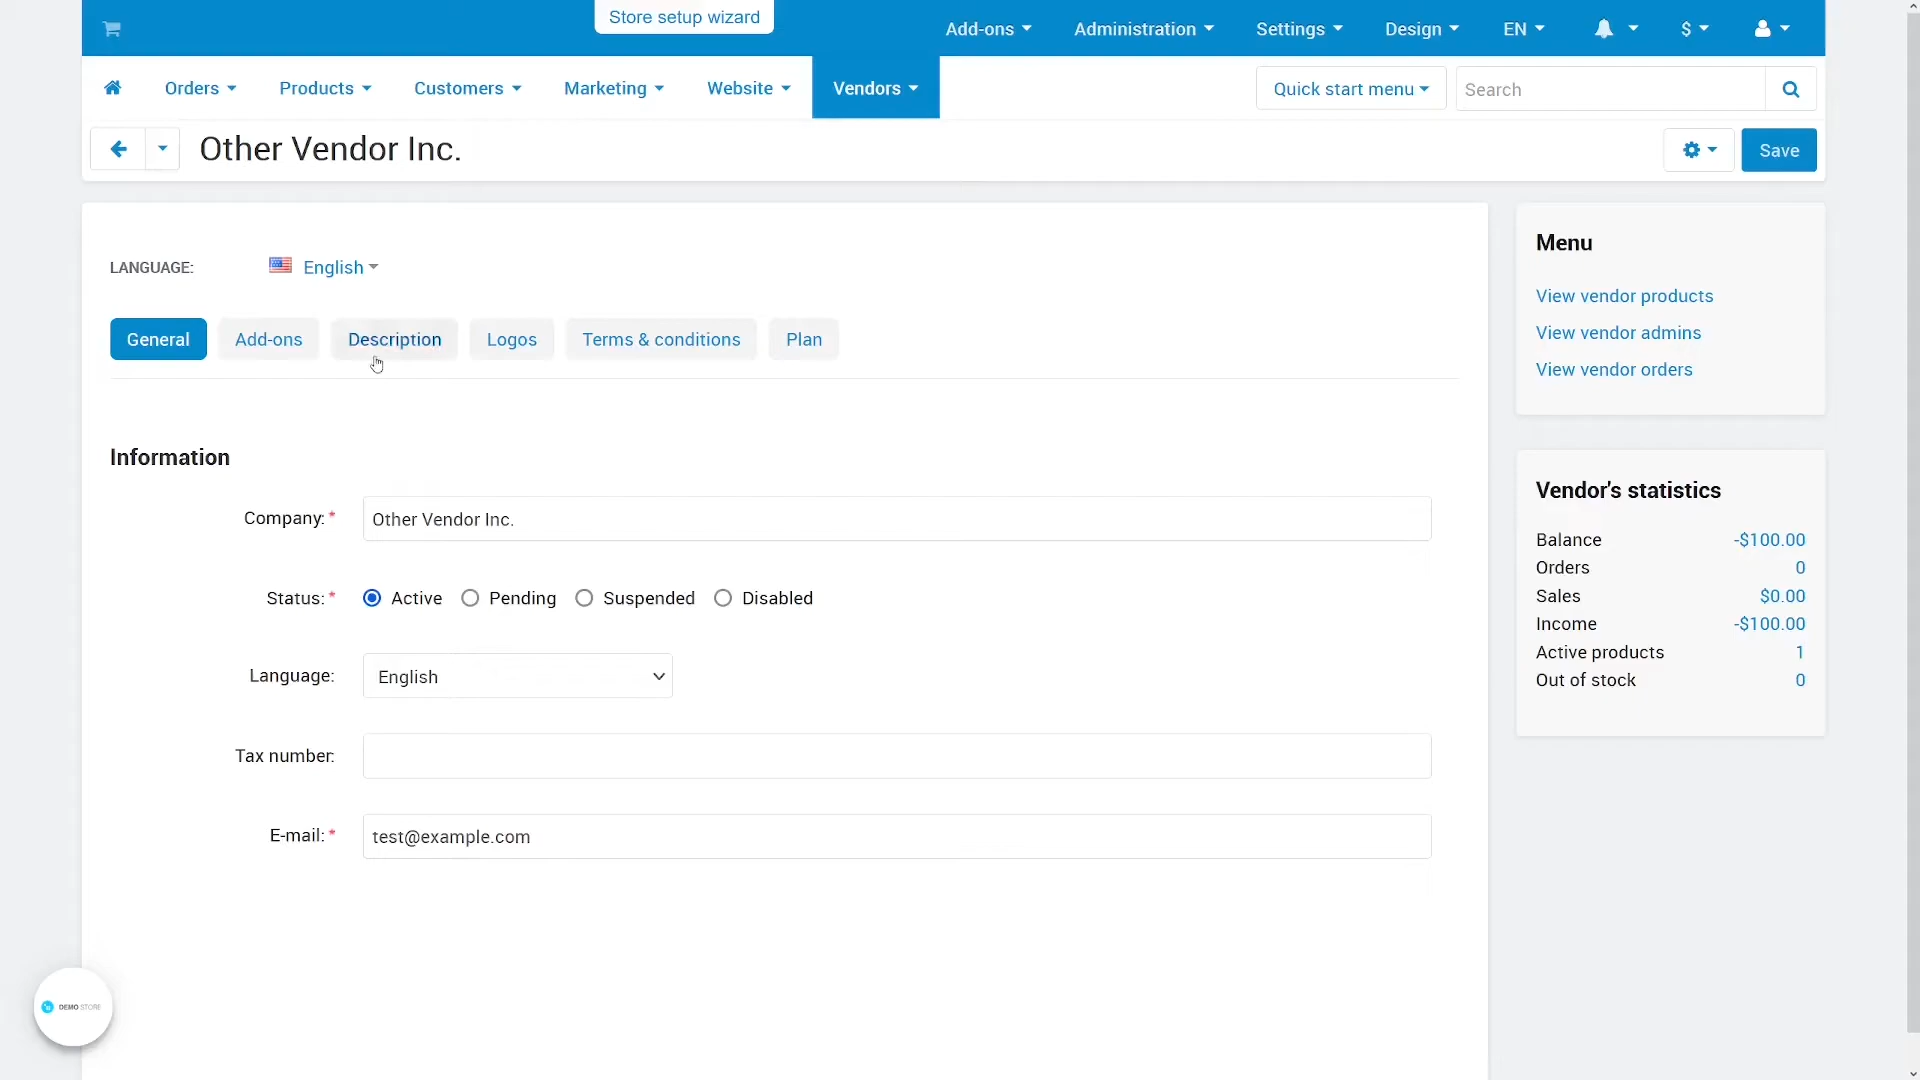 Store setup wizard
Add-ons Administration Settings Design EN $
Orders Products Customers Marketing Website Vendors Quick start menu Search
Other Vendor Inc. Save
LANGUAGE: English
General Add-ons Description Logos Terms & conditions Plan
Information
Company: * Other Vendor Inc.
Status: * Active Pending Suspended Disabled
Language: English
Tax number:
E-mail: * test@example.com
Menu
View vendor products
View vendor admins
View vendor orders
Vendor's statistics
Balance -$100.00
Orders 0
Sales $0.00
Income -$100.00
Active products 1
Out of stock 0
DEMO STORE